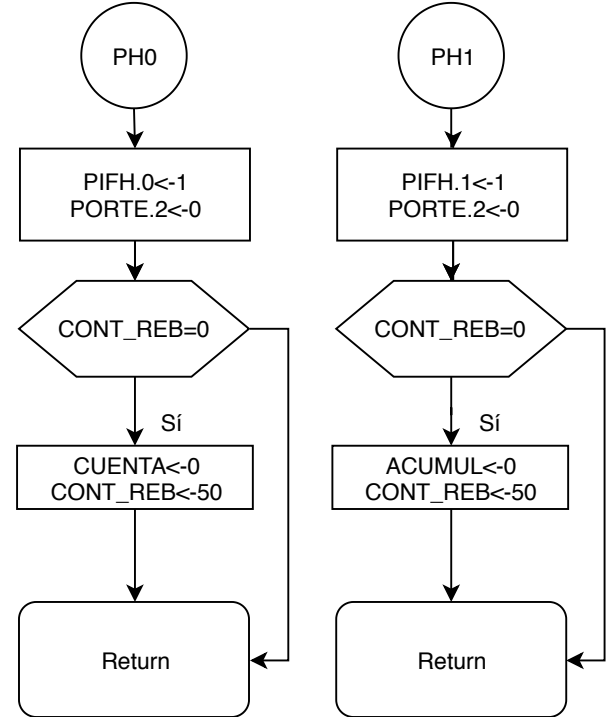 PH0
PIFH.0<-1
PORTE.2<-0
CONT_REB=0
Sí
CUENTA<-0
CONT_REB<-50
Return
PH1
PIFH.1<-1
PORTE.2<-0
CONT_REB=0
Sí
ACUMUL<-0
CONT_REB<-50
Return